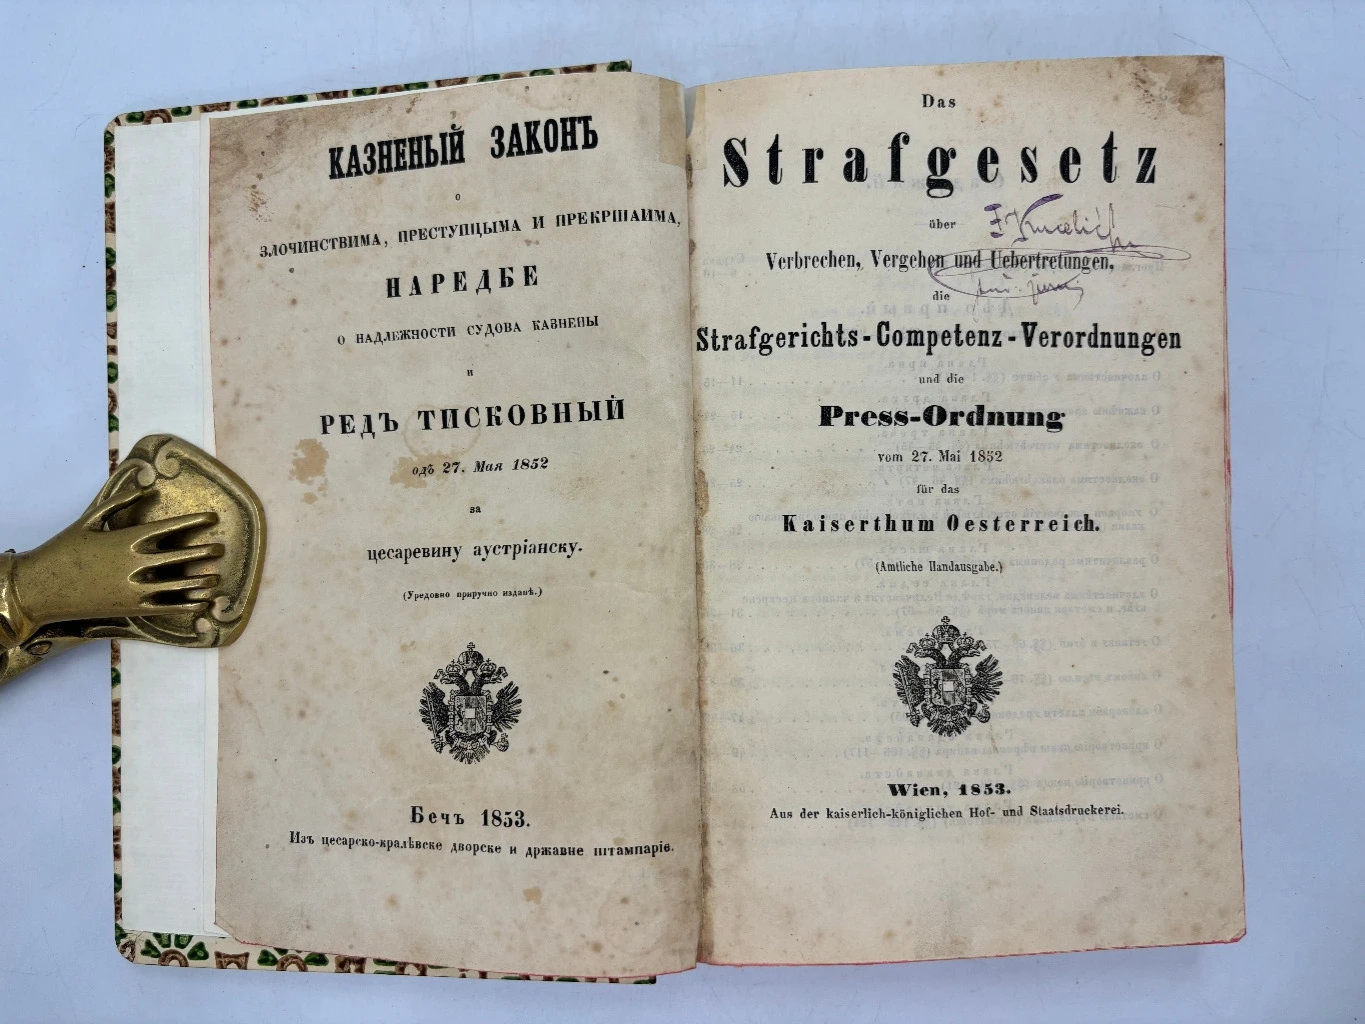 КАЗНЕНЫЙ ЗАКОНЪ
о
ЗЛОЧИНСТВИМА, ПРЕСТУПЦЫМА И ПРЕКРШАИМА,
НАРЕДБЕ
О НАДЛЕЖНОСТИ СУДОВА КАЗНЕНЫ
и
РЕДЪ ТИСКОВНЫЙ
одъ 27. Мая 1852
за
цесаревину аустріанску.
(Уредовно приручно изданѣ.)
Бечъ 1853.
Изъ цесарско-кралѣвске дворске и државне штампаріе.
Das
Strafgesetz
über
Verbrechen, Vergehen und Uebertretungen,
die
Strafgerichts-Competenz-Verordnungen
und die
Press-Ordnung
vom 27. Mai 1852
für das
Kaiserthum Oesterreich.
(Amtliche Handausgabe.)
Wien, 1853.
Aus der kaiserlich-königlichen Hof- und Staatsdruckerei.